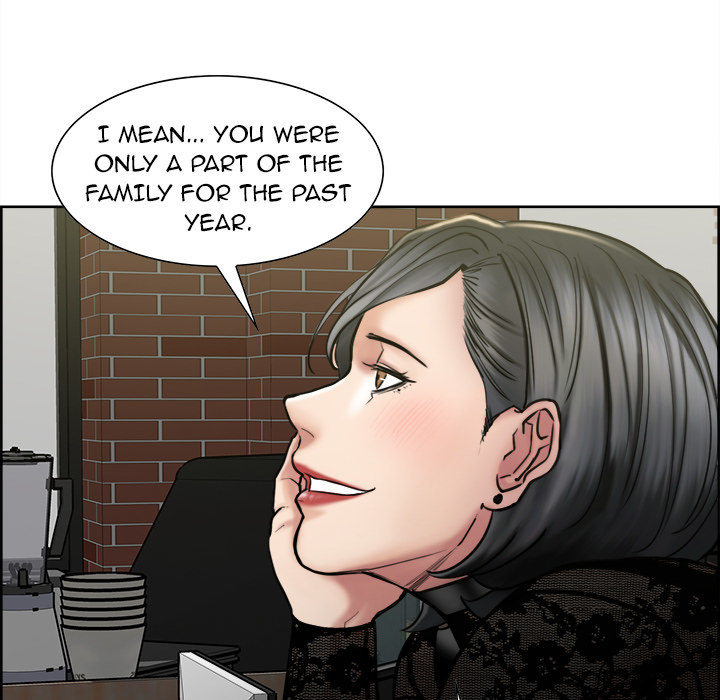 I MEAN... YOU WERE
ONLY A PART OF THE
FAMILY FOR THE PAST
YEAR.